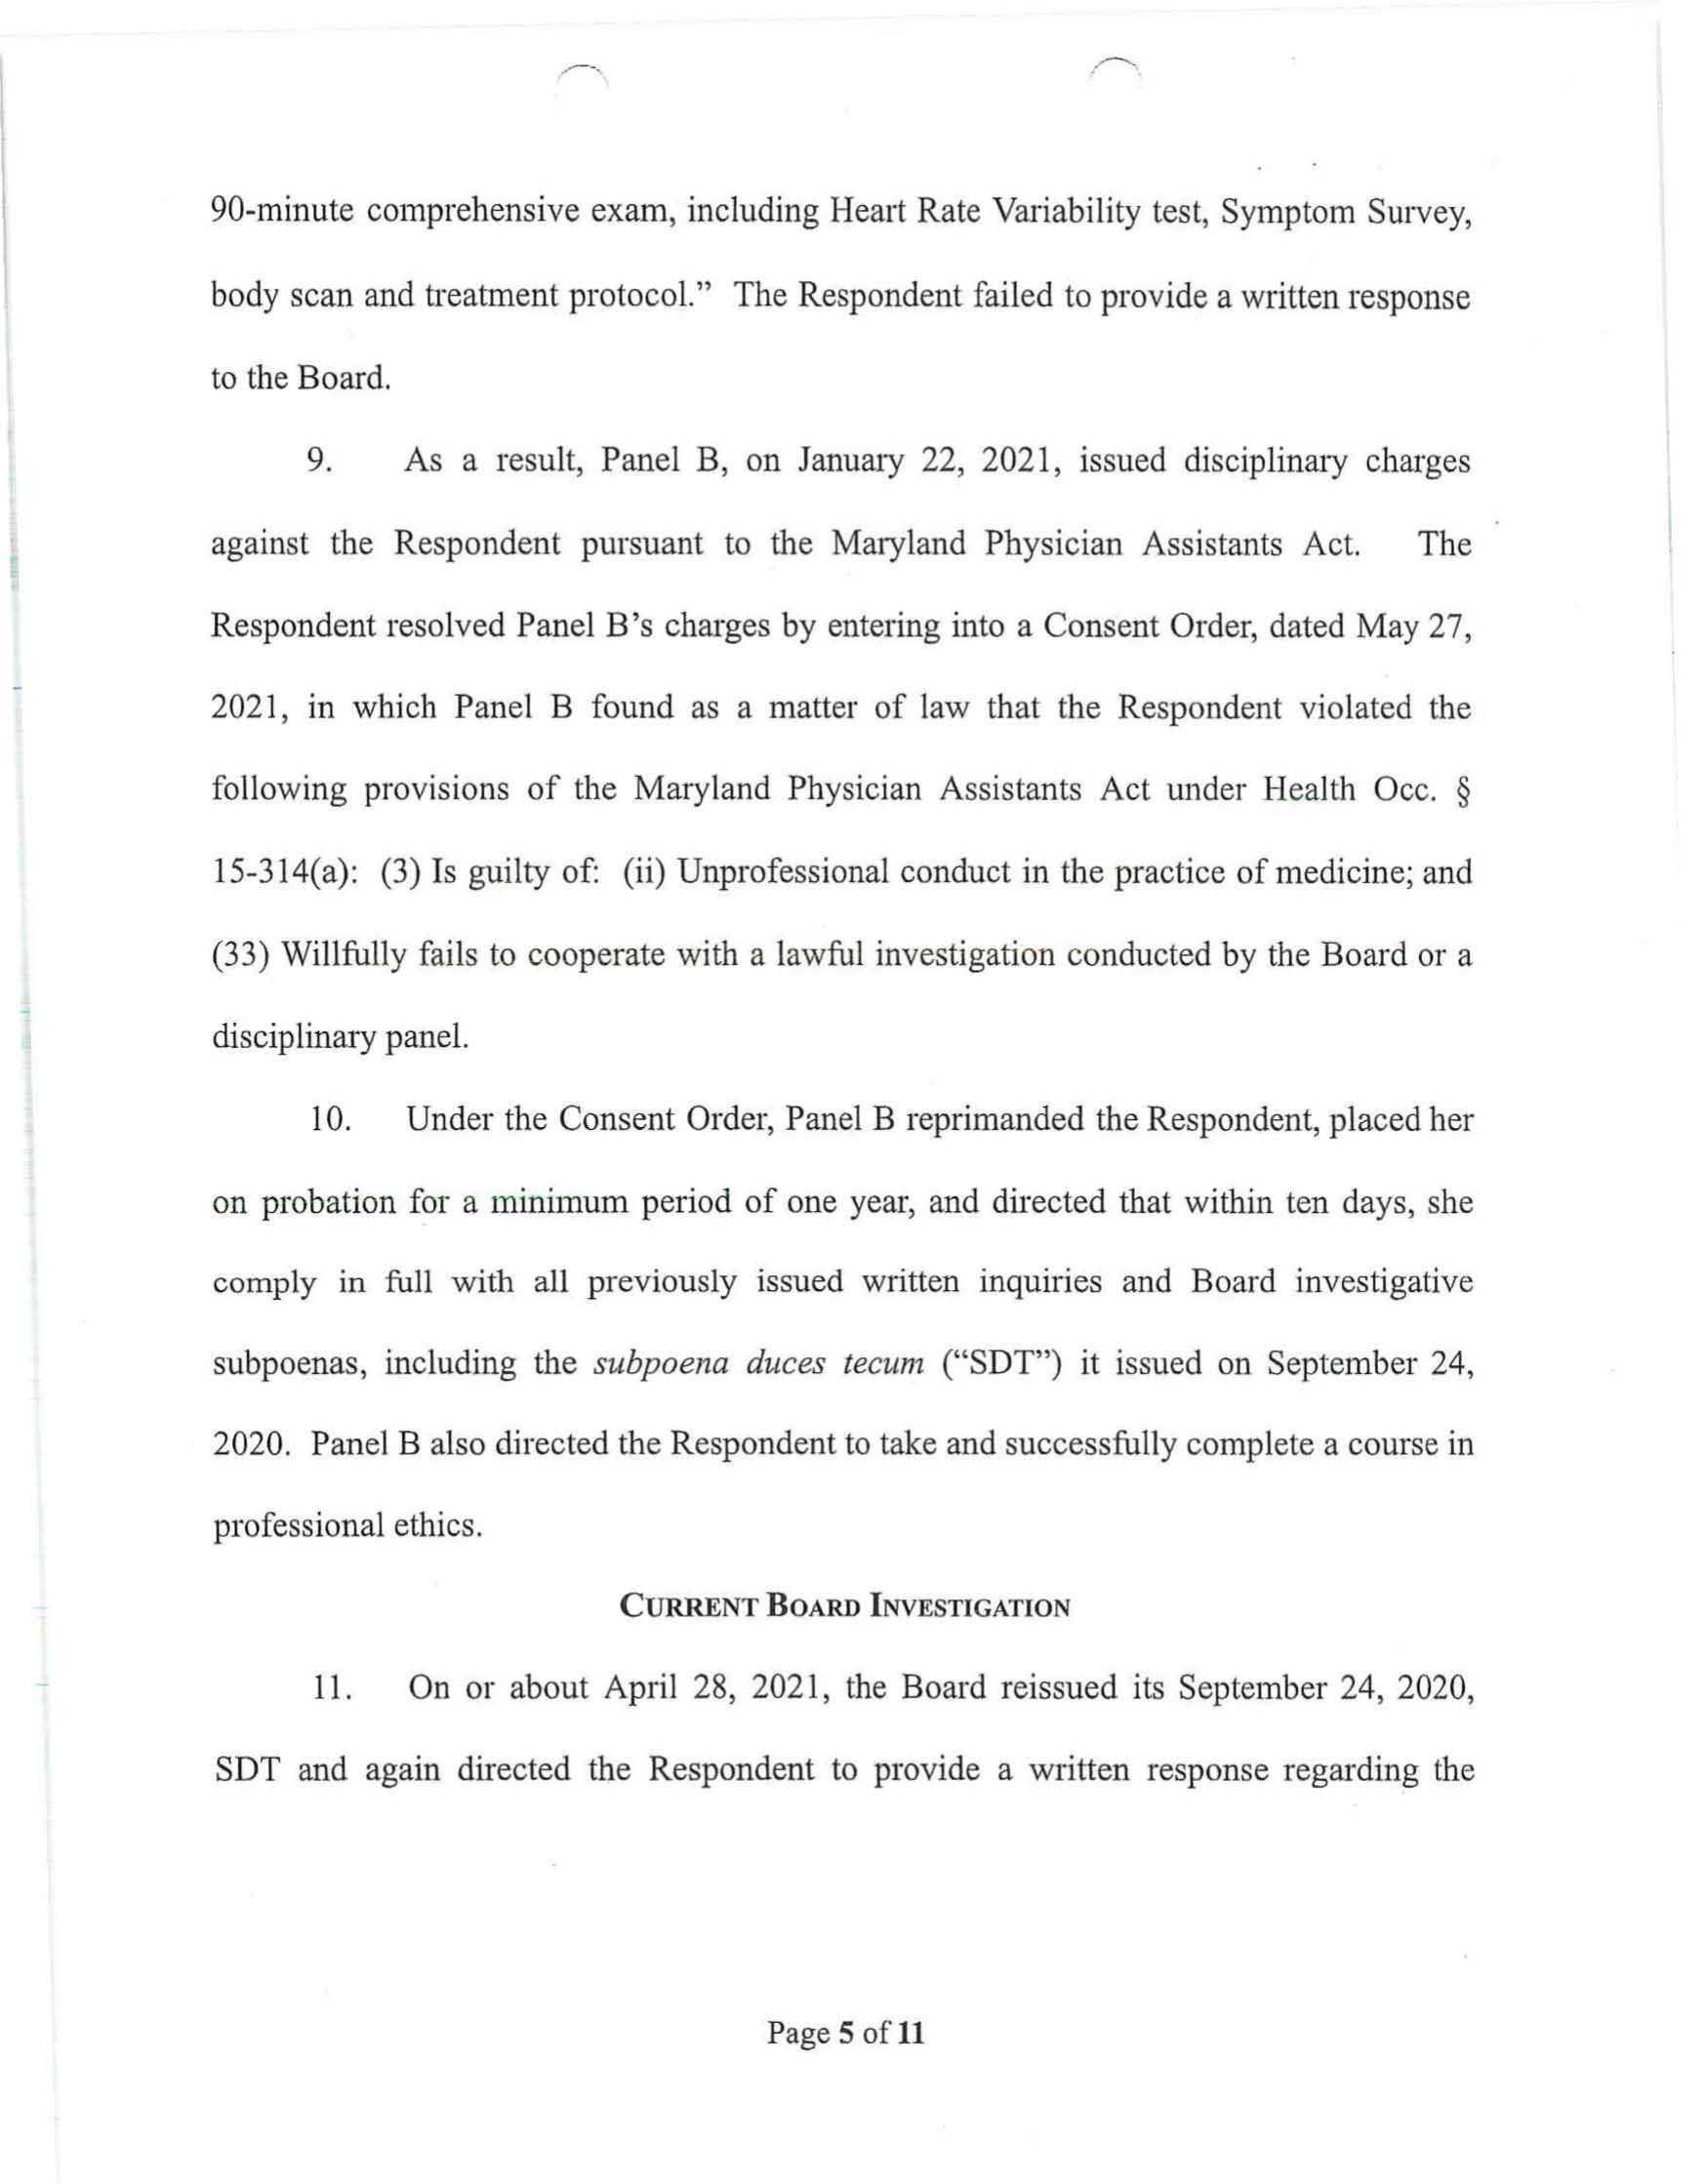 90-minute comprehensive exam, including Heart Rate Variability test, Symptom Survey,
body scan and treatment protocol.” The Respondent failed to provide a written response
to the Board.
9. As a result, Panel B, on January 22, 2021, issued disciplinary charges
against the Respondent pursuant to the Maryland Physician Assistants Act. The
Respondent resolved Panel B’s charges by entering into a Consent Order, dated May 27,
2021, in which Panel B found as a matter of law that the Respondent violated the
following provisions of the Maryland Physician Assistants Act under Health Occ. §
15-314(a): (3) Is guilty of: (ii) Unprofessional conduct in the practice of medicine; and
(33) Willfully fails to cooperate with a lawful investigation conducted by the Board or a
disciplinary panel.
10. Under the Consent Order, Panel B reprimanded the Respondent, placed her
on probation for a minimum period of one year, and directed that within ten days, she
comply in full with all previously issued written inquiries and Board investigative
subpoenas, including the subpoena duces tecum (“SDT”) it issued on September 24,
2020. Panel B also directed the Respondent to take and successfully complete a course in
professional ethics.
CURRENT BOARD INVESTIGATION
11. On or about April 28, 2021, the Board reissued its September 24, 2020,
SDT and again directed the Respondent to provide a written response regarding the
Page 5 of 11